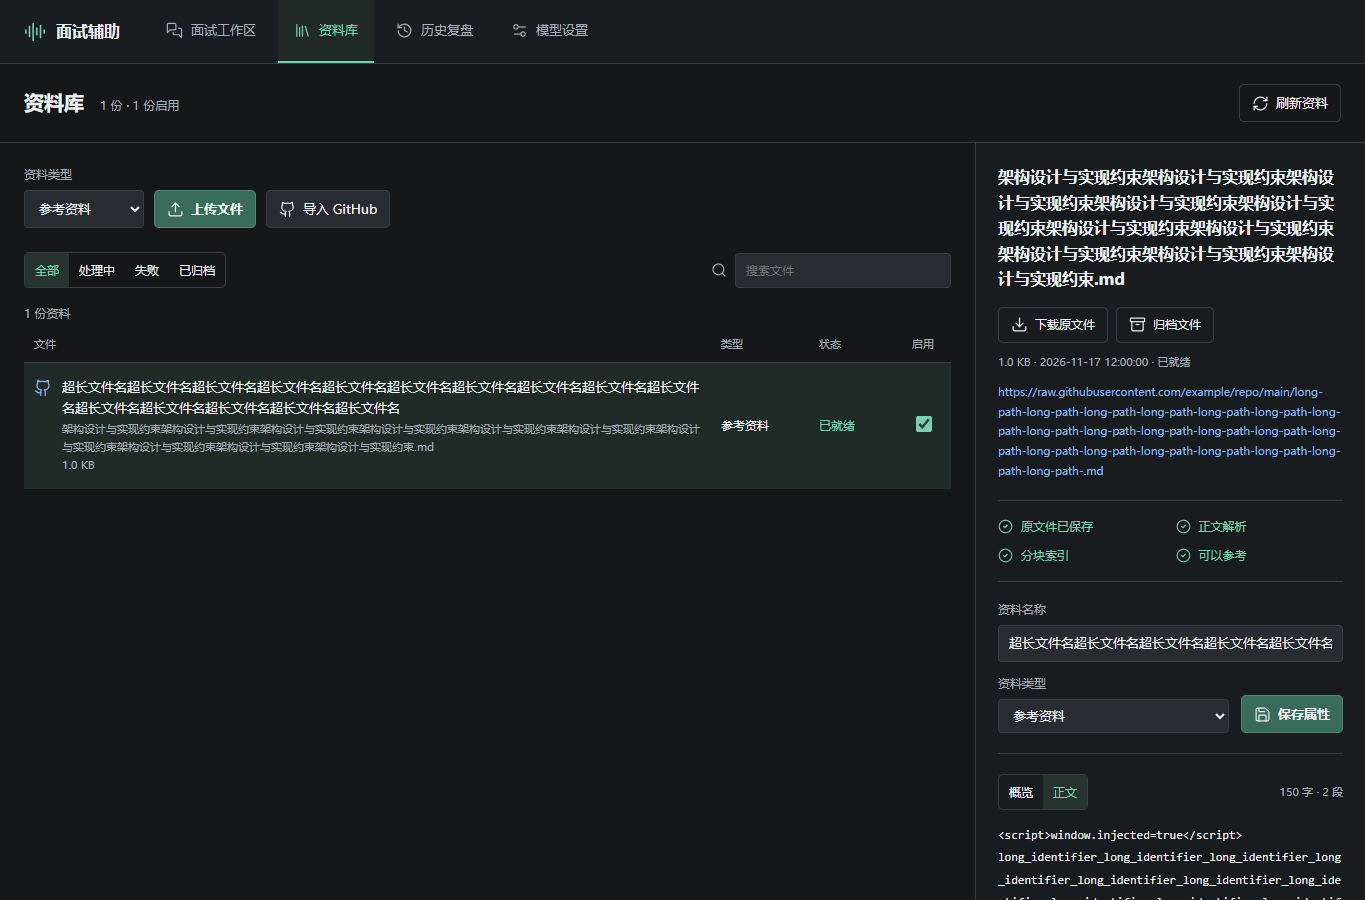 面试辅助
面试工作区
资料库
历史复盘
模型设置
资料库
1 份 · 1 份启用
刷新资料
资料类型
参考资料
上传文件
导入 GitHub
全部
处理中
失败
已归档
搜索文件
1 份资料
文件
类型
状态
启用
超长文件名超长文件名超长文件名超长文件名超长文件名超长文件名超长文件名超长文件名超长文件名超长文件
名超长文件名超长文件名超长文件名超长文件名超长文件名
架构设计与实现约束架构设计与实现约束架构设计与实现约束架构设计与实现约束架构设计与实现约束架构设计与实现约束架构设计
与实现约束架构设计与实现约束架构设计与实现约束架构设计与实现约束.md
1.0 KB
参考资料
已就绪
架构设计与实现约束架构设计与实现约束架构设
计与实现约束架构设计与实现约束架构设计与实
现约束架构设计与实现约束架构设计与实现约束
架构设计与实现约束架构设计与实现约束架构设
计与实现约束.md
下载原文件
归档文件
1.0 KB · 2026-11-17 12:00:00 · 已就绪
https://raw.githubusercontent.com/example/repo/main/long-
path-long-path-long-path-long-path-long-path-long-path-long-
path-long-path-long-path-long-path-long-path-long-path-long-
path-long-path-long-path-long-path-long-path-long-path-long-
path-long-path-.md
原文件已保存
正文解析
分块索引
可以参考
资料名称
超长文件名超长文件名超长文件名超长文件名超长文件名
资料类型
参考资料
保存属性
概览
正文
150 字 · 2 段
<script>window.injected=true</script>
long_identifier_long_identifier_long_identifier_long
_identifier_long_identifier_long_identifier_long_ide